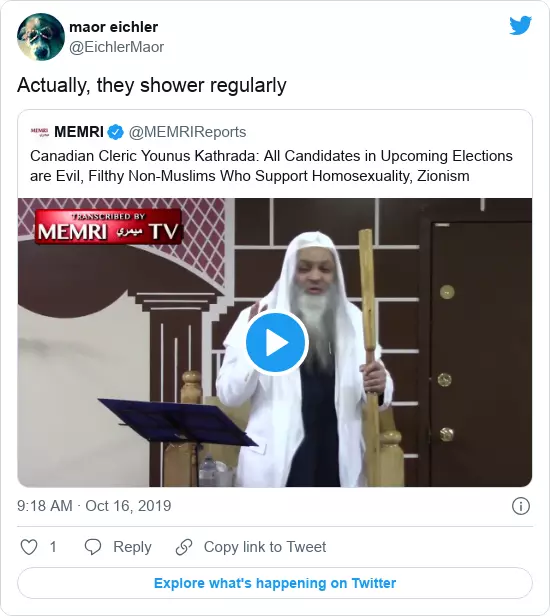 maor eichler
@EichlerMaor
Actually, they shower regularly
MEMRI MEMRI @MEMRIReports
Canadian Cleric Younus Kathrada: All Candidates in Upcoming Elections
are Evil, Filthy Non-Muslims Who Support Homosexuality, Zionism
TRANSCRIBED BY
MEMRI ميمري TV
9:18 AM · Oct 16, 2019
1 Reply Copy link to Tweet
Explore what's happening on Twitter